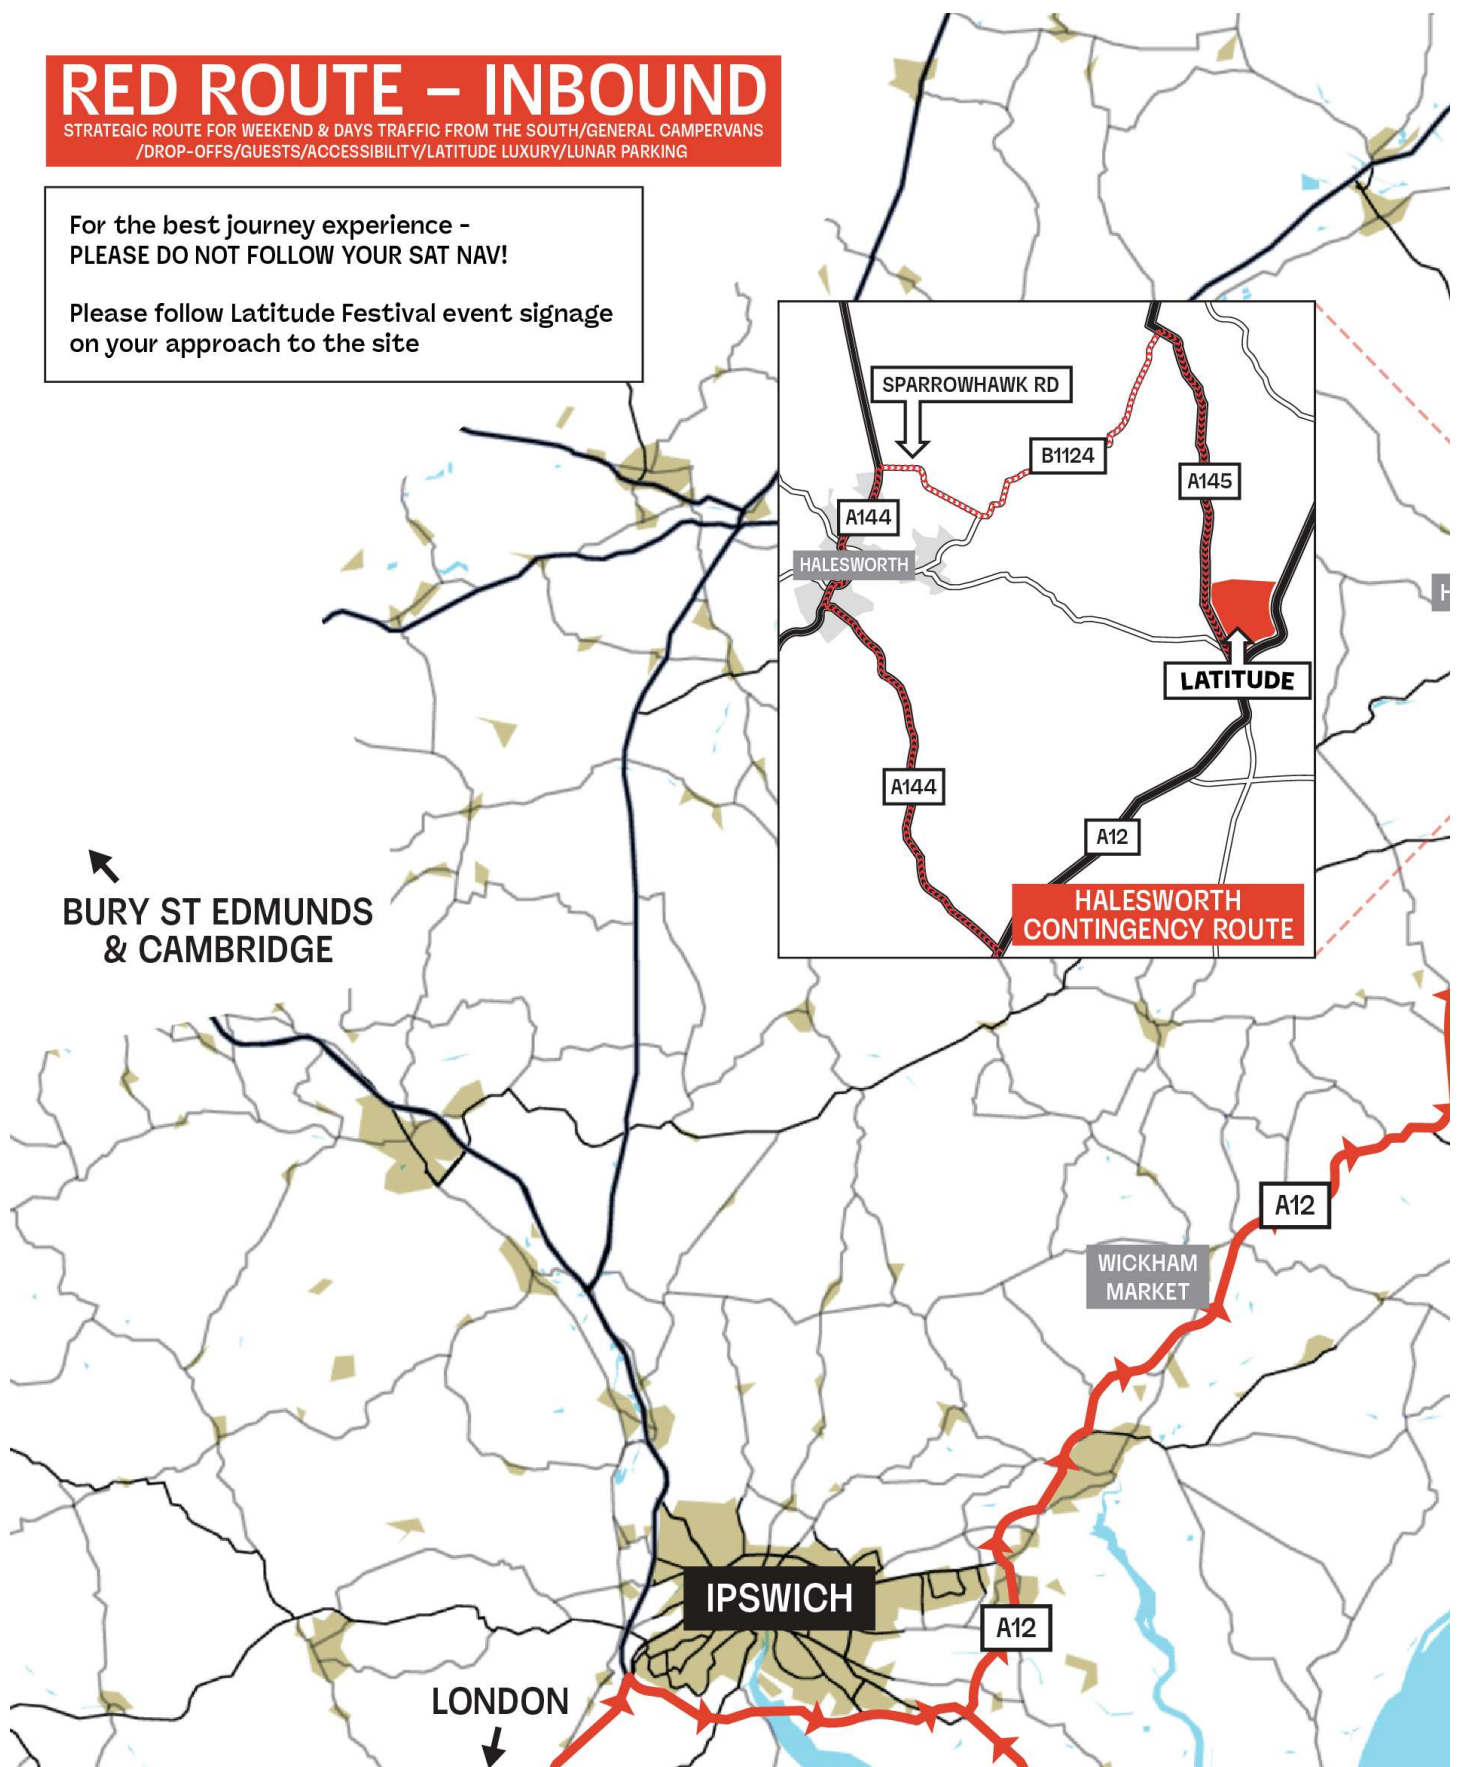 RED ROUTE – INBOUND
STRATEGIC ROUTE FOR WEEKEND & DAYS TRAFFIC FROM THE SOUTH/GENERAL CAMPERVANS
/DROP-OFFS/GUESTS/ACCESSIBILITY/LATITUDE LUXURY/LUNAR PARKING
For the best journey experience -
PLEASE DO NOT FOLLOW YOUR SAT NAV!
Please follow Latitude Festival event signage
on your approach to the site
SPARROWHAWK RD
B1124
A145
A144
HALESWORTH
H
LATITUDE
A144
A12
HALESWORTH
CONTINGENCY ROUTE
BURY ST EDMUNDS
& CAMBRIDGE
A12
WICKHAM
MARKET
IPSWICH
A12
LONDON